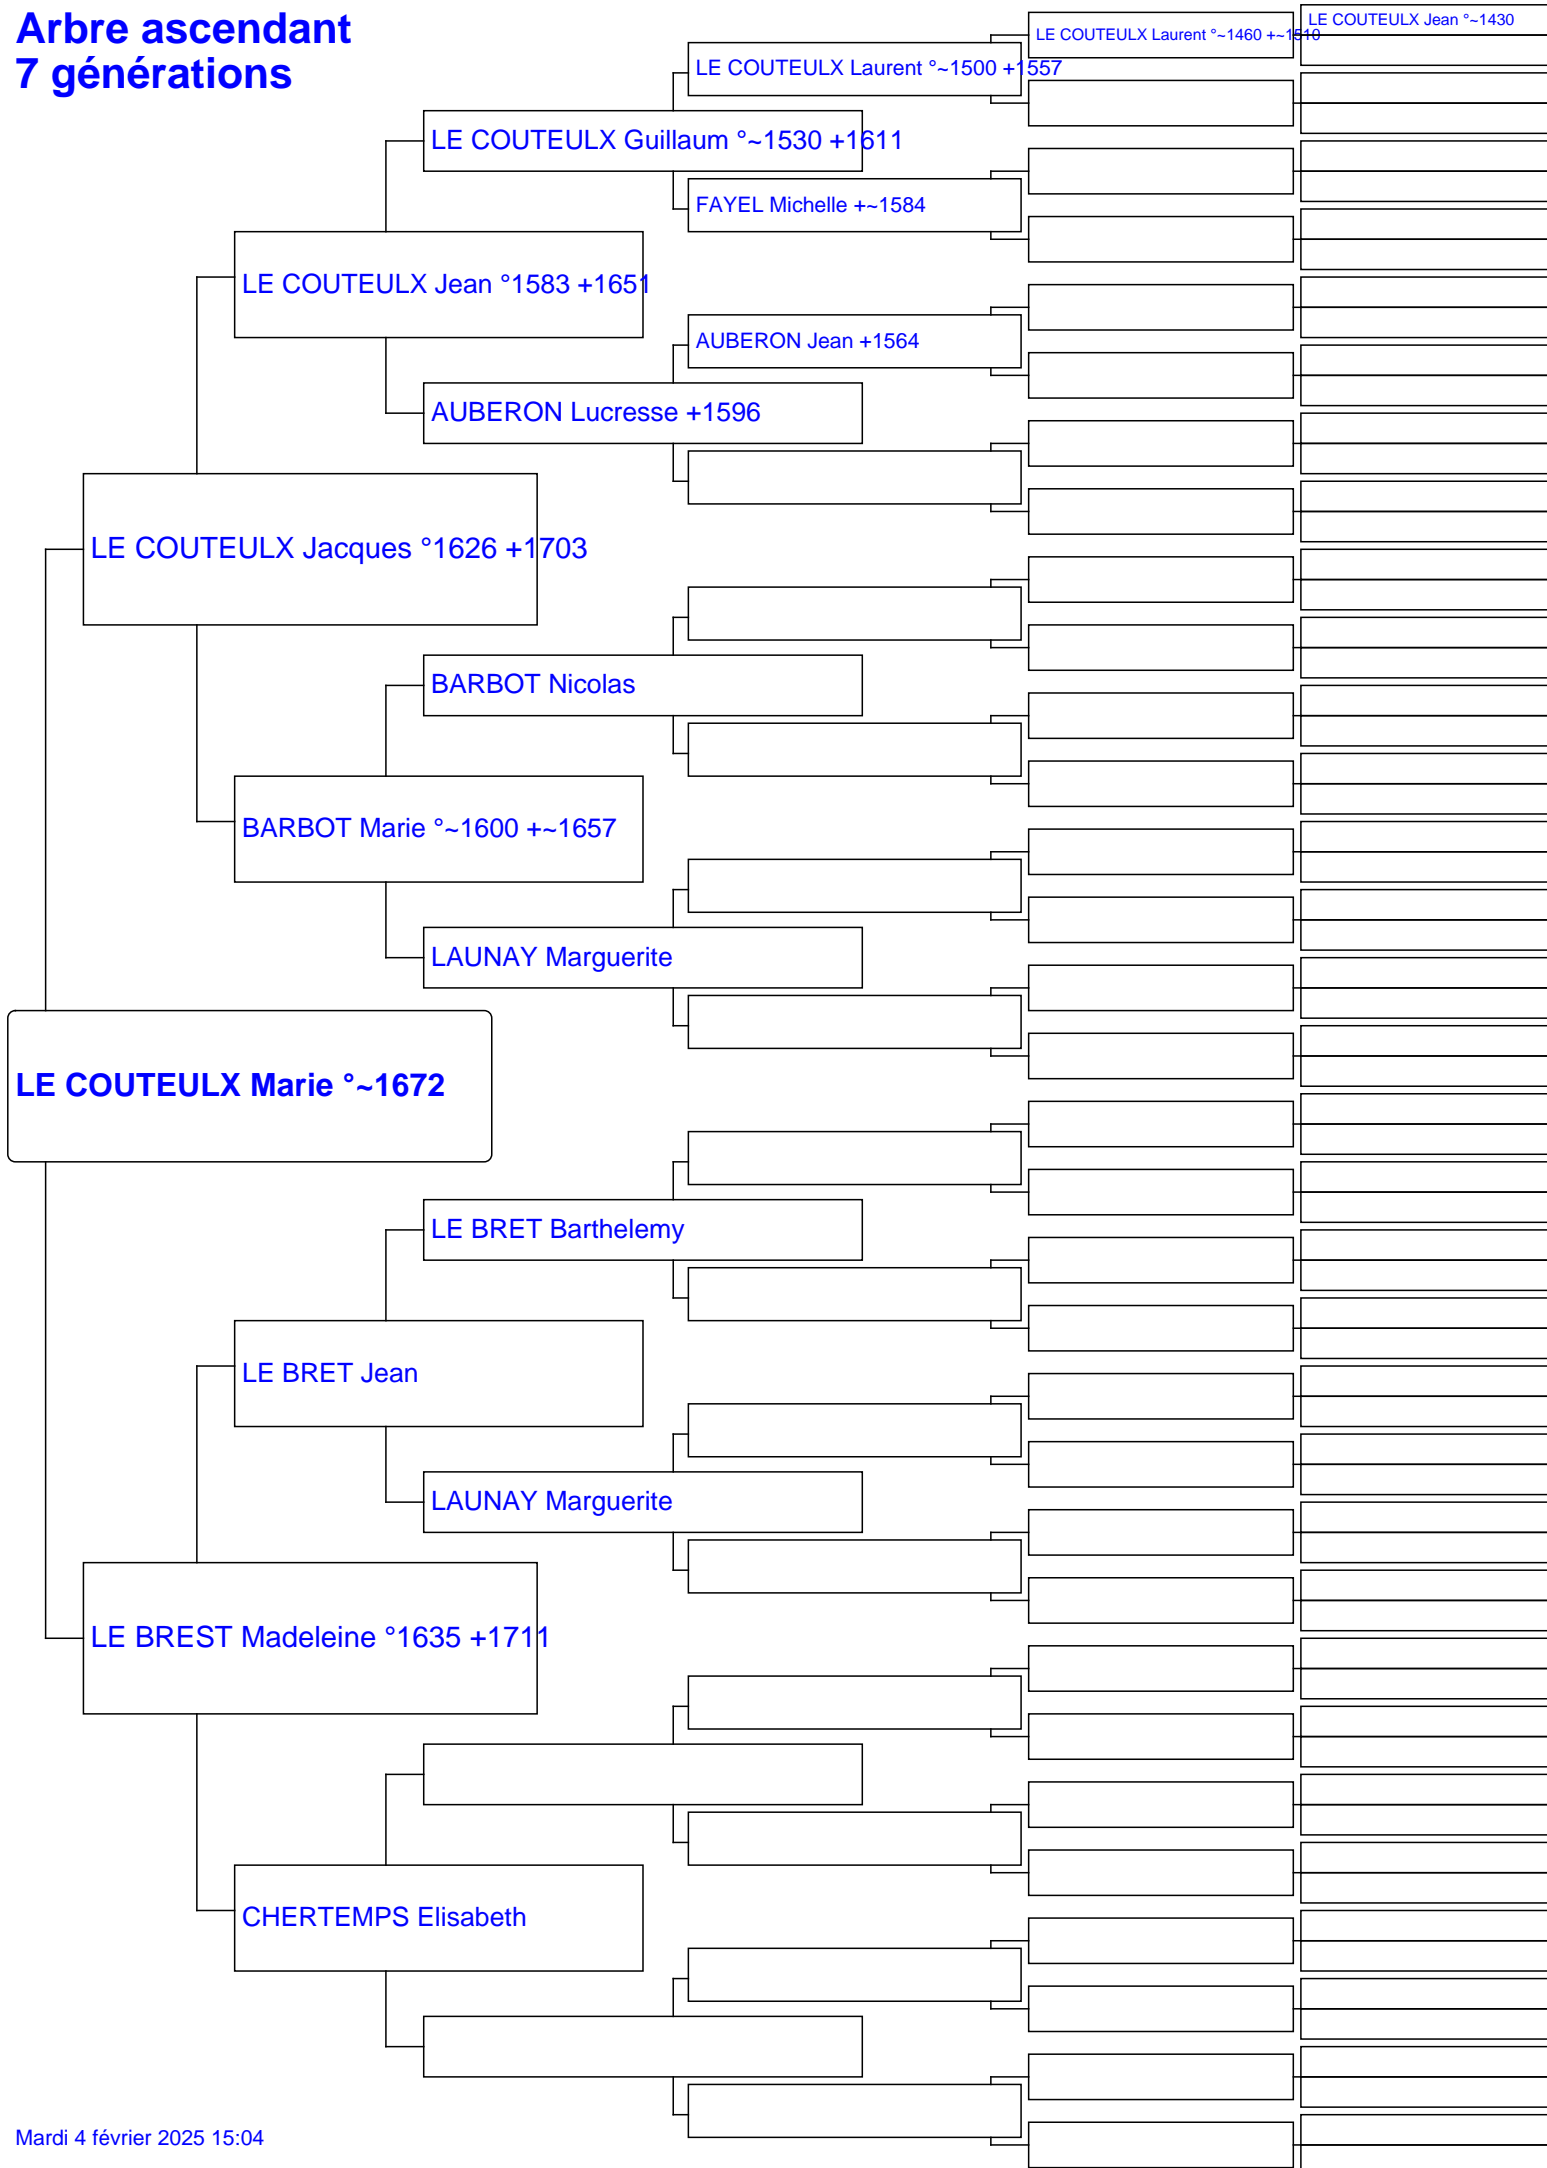 Arbre ascendant
7 générations
LE COUTEULX Jean °~1430
LE COUTEULX Laurent °~1460 +~1510
LE COUTEULX Laurent °~1500 +1557
LE COUTEULX Guillaum °~1530 +1611
FAYEL Michelle +~1584
LE COUTEULX Jean °1583 +1651
AUBERON Jean +1564
AUBERON Lucresse +1596
LE COUTEULX Jacques °1626 +1703
BARBOT Nicolas
BARBOT Marie °~1600 +~1657
LAUNAY Marguerite
LE COUTEULX Marie °~1672
LE BRET Barthelemy
LE BRET Jean
LAUNAY Marguerite
LE BREST Madeleine °1635 +1711
CHERTEMPS Elisabeth
Mardi 4 février 2025 15:04